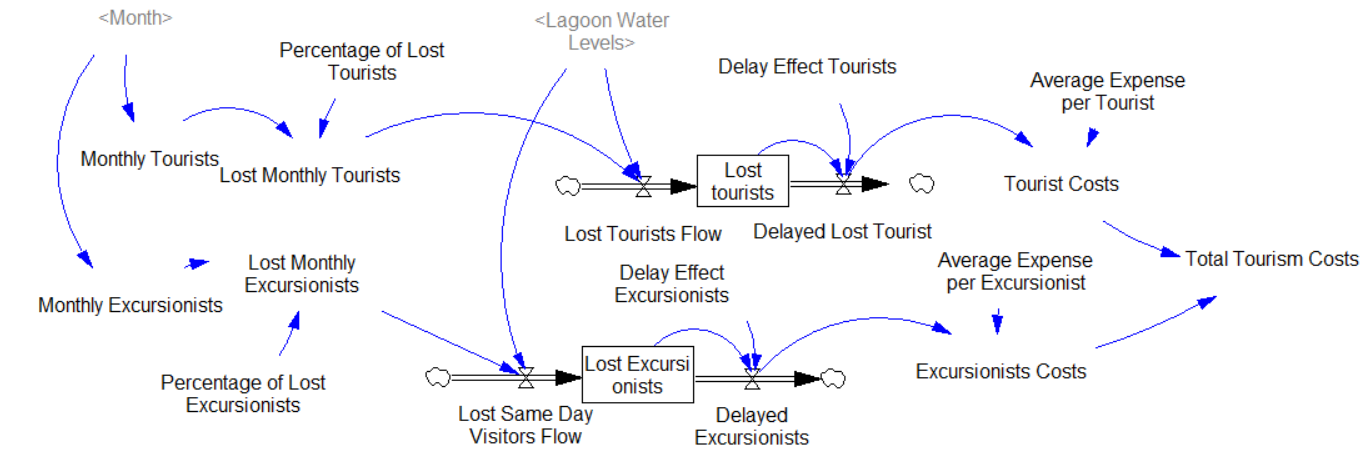 <Month>
<Lagoon Water
Levels>
Percentage of Lost
Tourists
Delay Effect Tourists
Average Expense
per Tourist
Monthly Tourists
Lost Monthly Tourists
Lost
tourists
Tourist Costs
Lost Tourists Flow
Delayed Lost Tourist
Lost Monthly
Excursionists
Delay Effect
Excursionists
Average Expense
per Excursionist
Total Tourism Costs
Monthly Excursionists
Lost Excursi
onists
Excursionists Costs
Percentage of Lost
Excursionists
Lost Same Day
Visitors Flow
Delayed
Excursionists